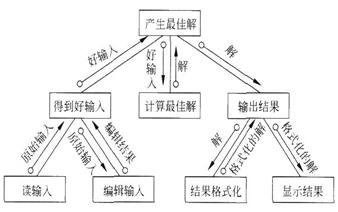 产生最佳解
好输入
好输入
解
解
得到好输入
计算最佳解
输出结果
原始输入
原始输入
编辑结果
解
格式化的解
格式化的解
读输入
编辑输入
结果格式化
显示结果